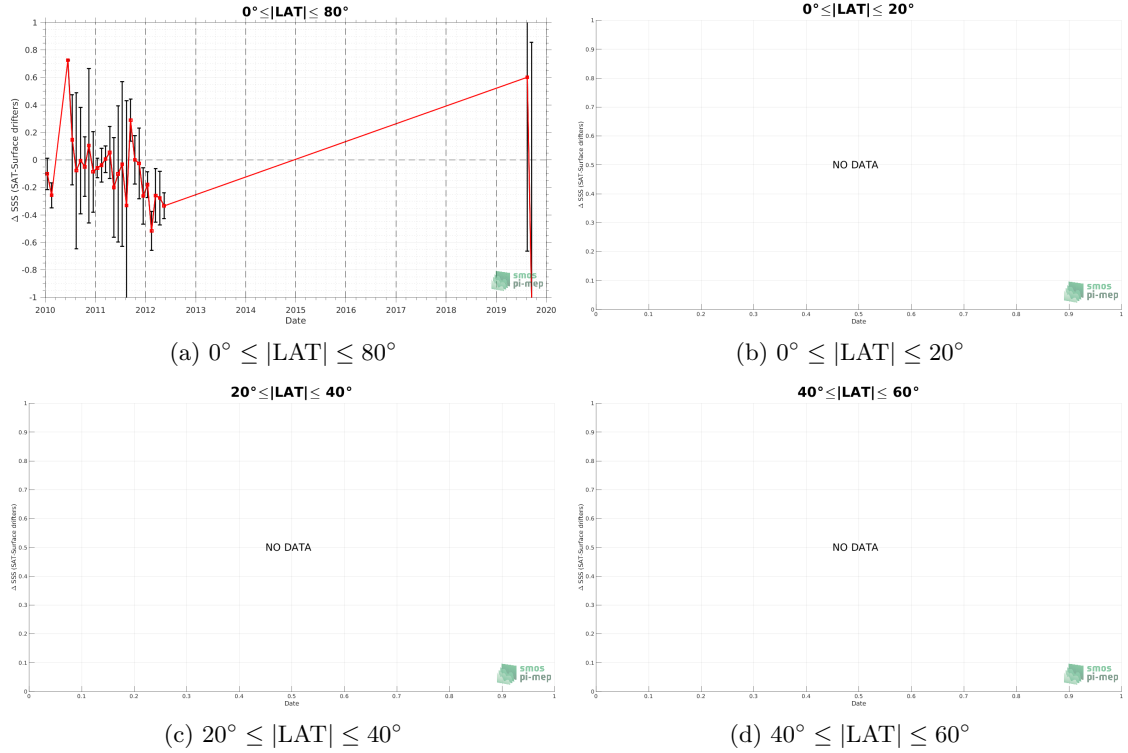 0°≤|LAT|≤ 80°
Δ SSS (SAT-Surface drifters)
1
0.8
0.6
0.4
0.2
0
-0.2
-0.4
-0.6
-0.8
-1
2010 2011 2012 2013 2014 2015 2016 2017 2018 2019 2020
Date
smos
pi-mep
(a) 0° ≤ |LAT| ≤ 80°
0°≤|LAT|≤ 20°
Δ SSS (SAT-Surface drifters)
1
0.9
0.8
0.7
0.6
0.5
0.4
0.3
0.2
0.1
0
NO DATA
0 0.1 0.2 0.3 0.4 0.5 0.6 0.7 0.8 0.9 1
Date
smos
pi-mep
(b) 0° ≤ |LAT| ≤ 20°
20°≤|LAT|≤ 40°
Δ SSS (SAT-Surface drifters)
1
0.9
0.8
0.7
0.6
0.5
0.4
0.3
0.2
0.1
0
NO DATA
0 0.1 0.2 0.3 0.4 0.5 0.6 0.7 0.8 0.9 1
Date
smos
pi-mep
(c) 20° ≤ |LAT| ≤ 40°
40°≤|LAT|≤ 60°
Δ SSS (SAT-Surface drifters)
1
0.9
0.8
0.7
0.6
0.5
0.4
0.3
0.2
0.1
0
NO DATA
0 0.1 0.2 0.3 0.4 0.5 0.6 0.7 0.8 0.9 1
Date
smos
pi-mep
(d) 40° ≤ |LAT| ≤ 60°